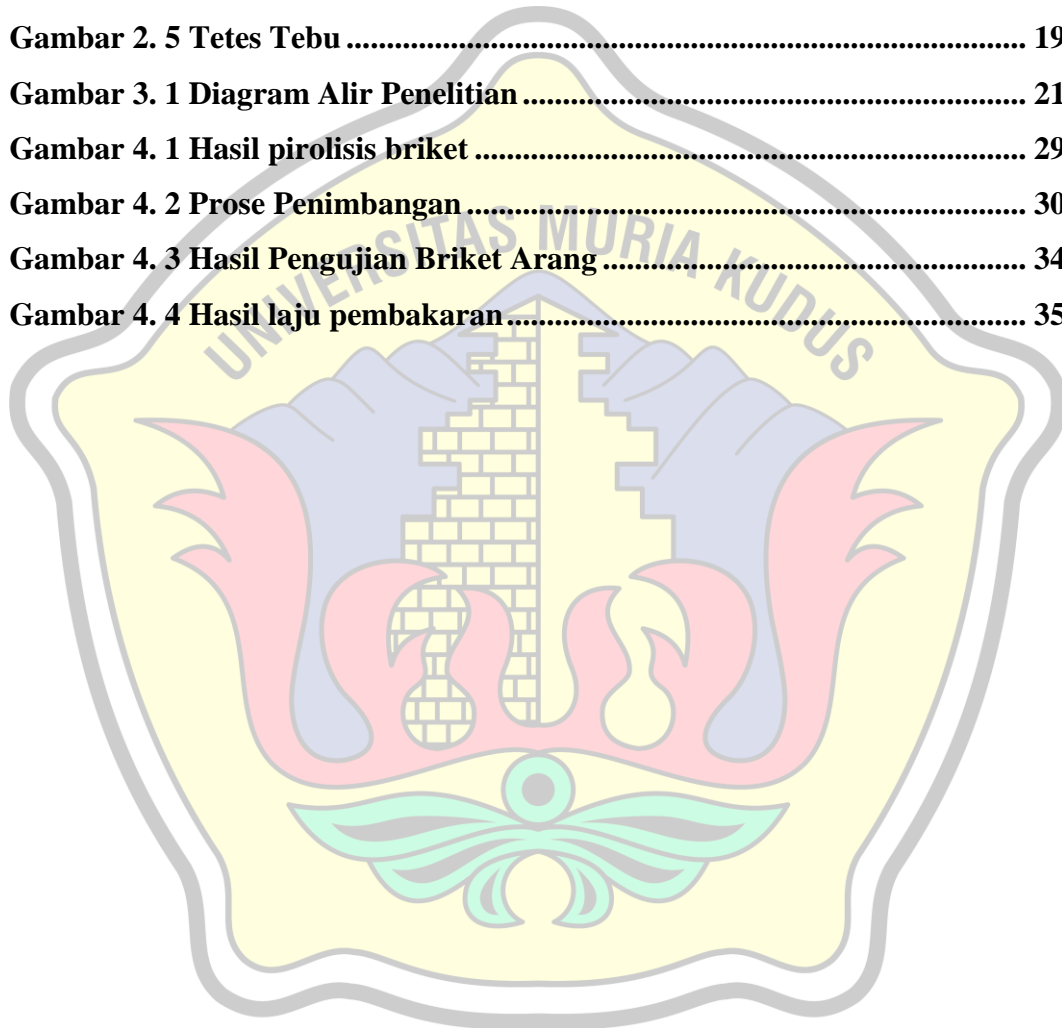 Gambar 2. 5 Tetes Tebu ..................................................................................... 19
Gambar 3. 1 Diagram Alir Penelitian ............................................................... 21
Gambar 4. 1 Hasil pirolisis briket ..................................................................... 29
Gambar 4. 2 Prose Penimbangan ...................................................................... 30
Gambar 4. 3 Hasil Pengujian Briket Arang ..................................................... 34
Gambar 4. 4 Hasil laju pembakaran ................................................................. 35
UNIVERSITAS MURIA KUDUS